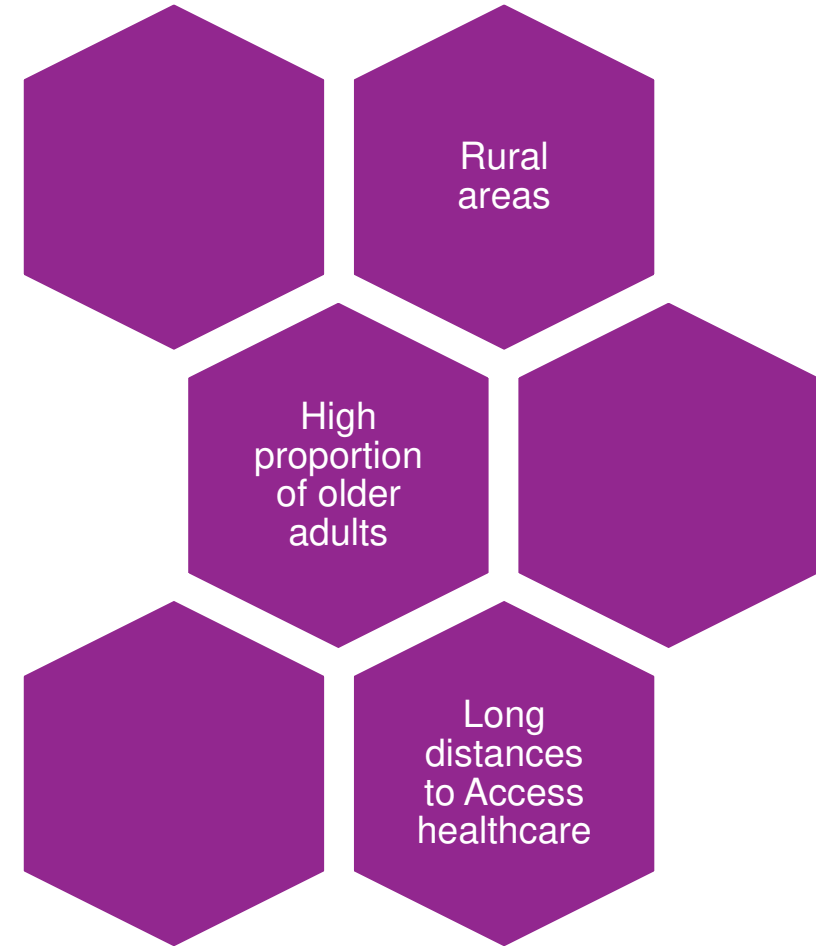 Rural
areas
High
proportion
of older
adults
Long
distances
to Access
healthcare